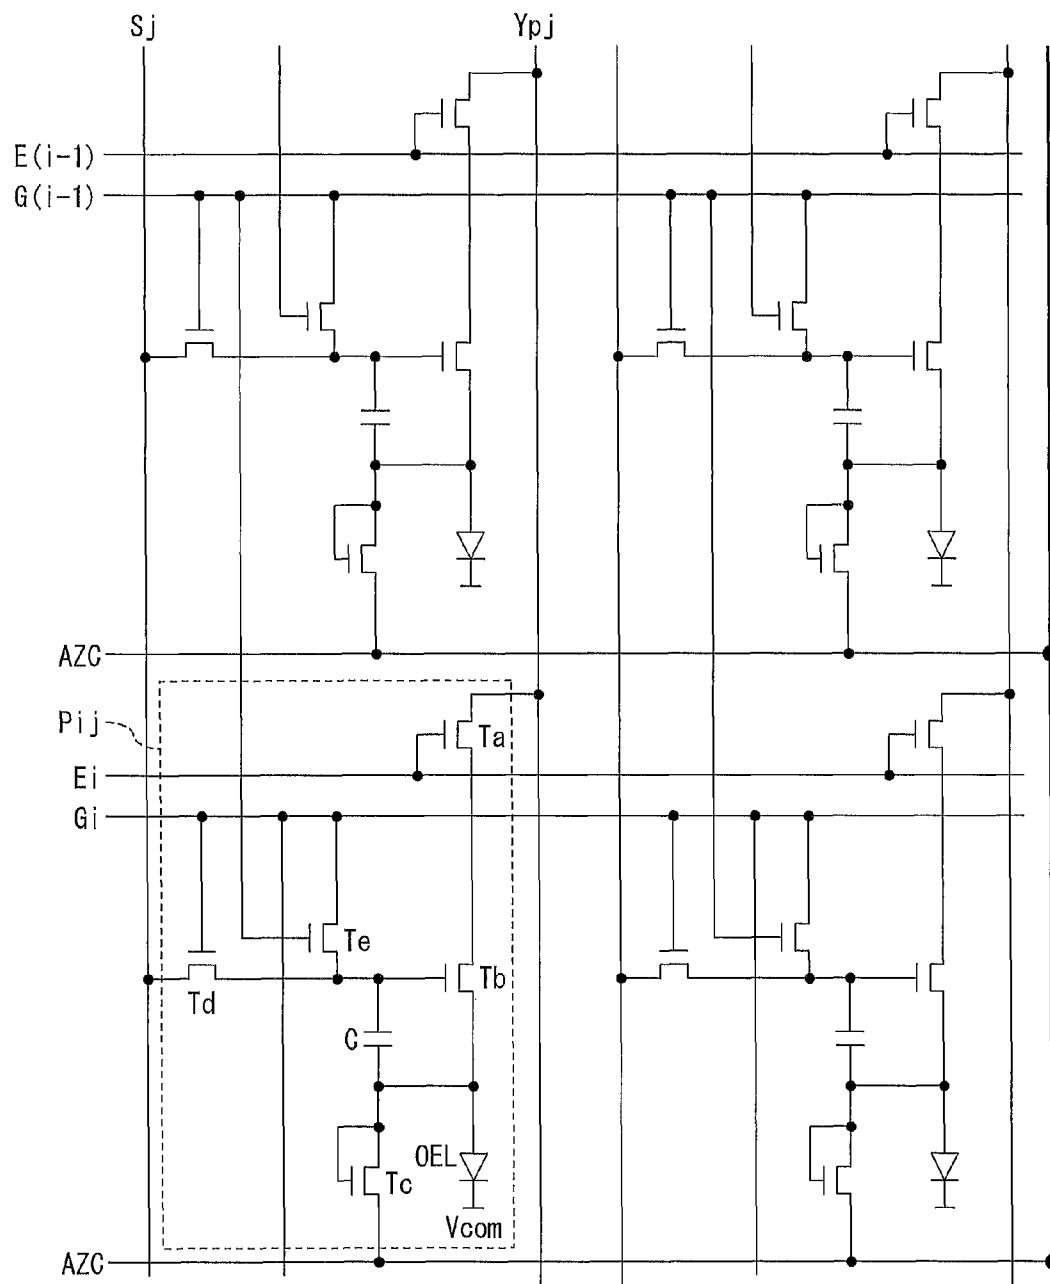 Sj Ypj
E(i-1)
G(i-1)
AZC
Pij
Ta
Ei
Gi
Te
Tb
Td
C
OEL
Tc
Vcom
AZC